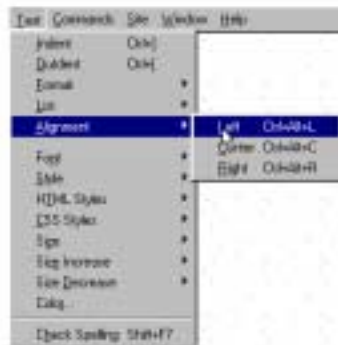 Text Commands Site Window Help
Indent Ctrl+]
Outdent Ctrl+[
Format
List
Alignment
Left Ctrl+Alt+L
Center Ctrl+Alt+C
Right Ctrl+Alt+R
Font
Style
HTML Styles
CSS Styles
Size
Size Increase
Size Decrease
Color...
Check Spelling Shift+F7